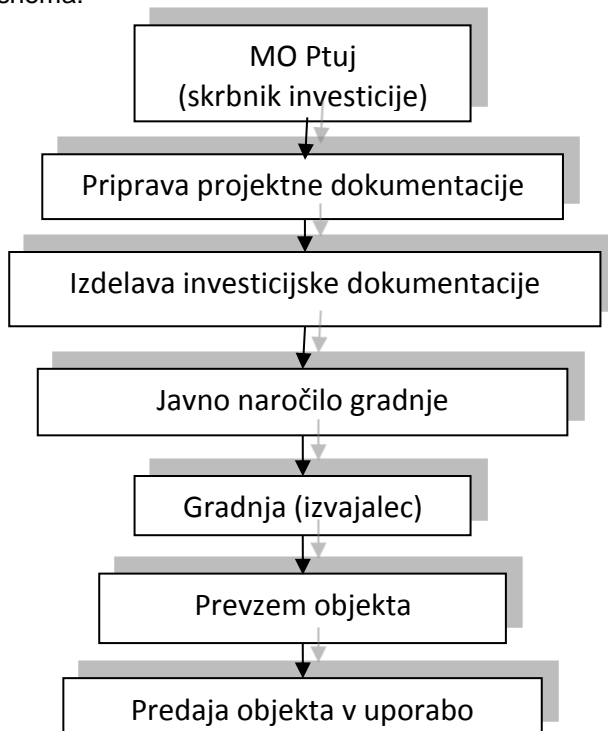 shema:
MO Ptuj
(skrbnik investicije)
Priprava projektne dokumentacije
Izdelava investicijske dokumentacije
Javno naročilo gradnje
Gradnja (izvajalec)
Prevzem objekta
Predaja objekta v uporabo